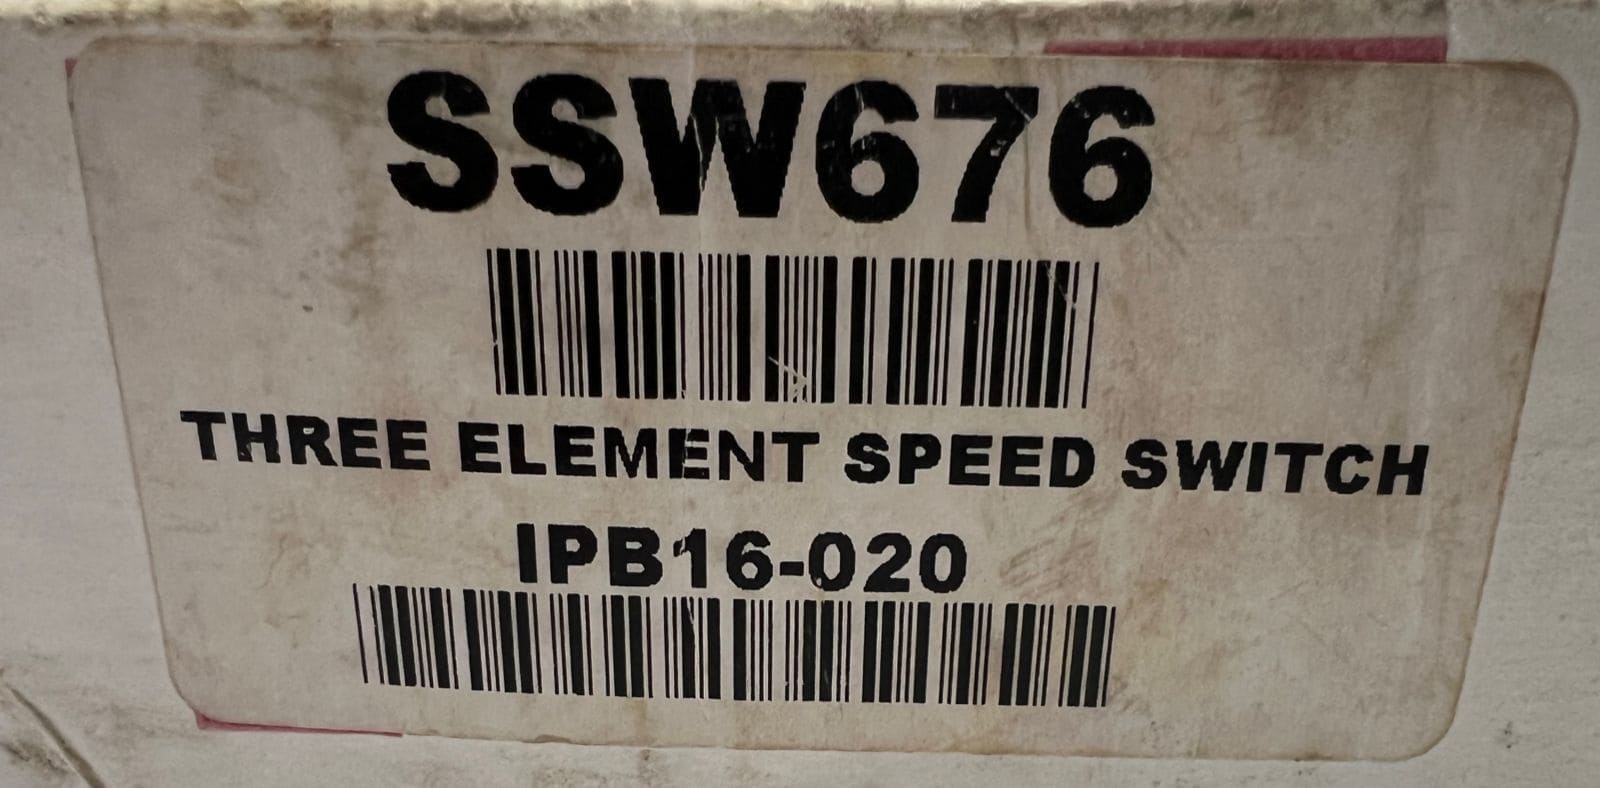 SSW676
THREE ELEMENT SPEED SWITCH
IPB16-020